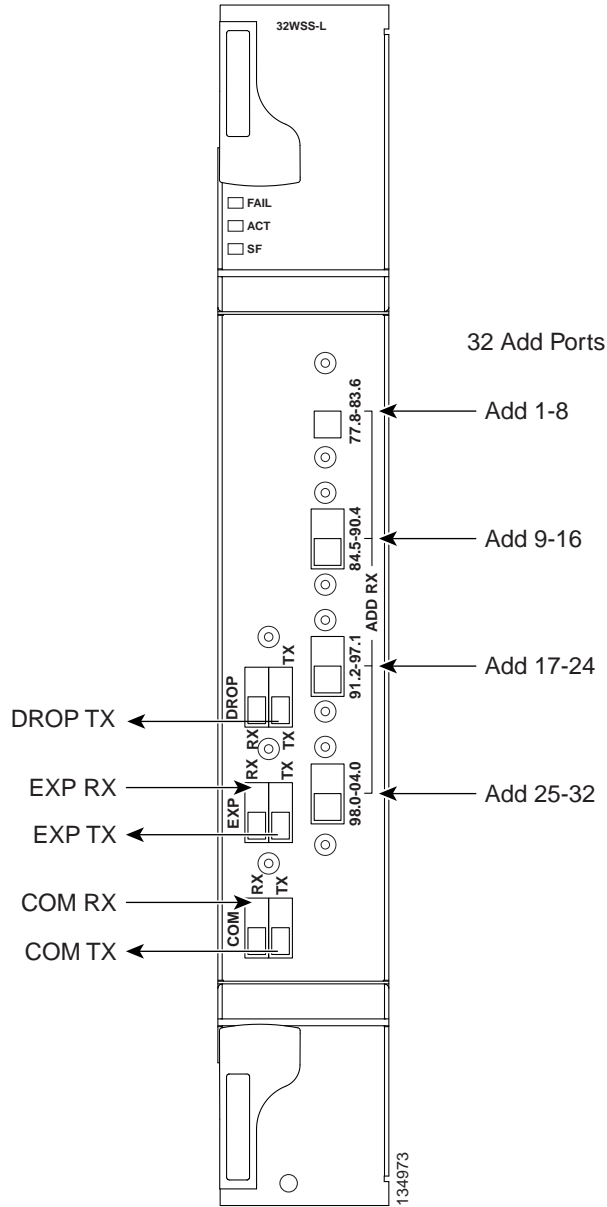 32WSS-L
FAIL
ACT
SF
32 Add Ports
77.8-83.6
Add 1-8
84.5-90.4
Add 9-16
ADD RX
91.2-97.1
Add 17-24
98.0-04.0
Add 25-32
TX
DROP
RX
TX
DROP TX
RX
TX
EXP
EXP RX
EXP TX
RX
TX
COM
COM RX
COM TX
134973